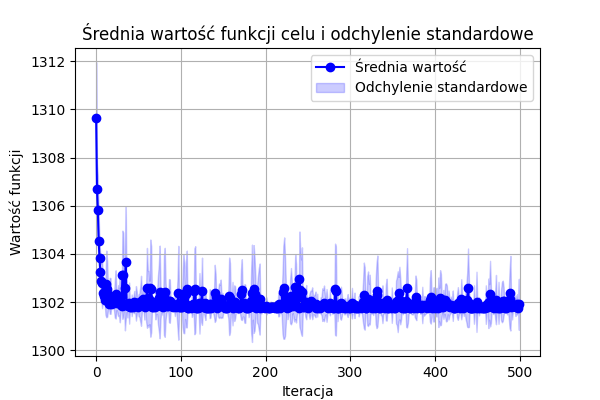 Średnia wartość funkcji celu i odchylenie standardowe
1312
1310
1308
1306
1304
1302
1300
Wartość funkcji
Średnia wartość
Odchylenie standardowe
0
100
200
300
400
500
Iteracja